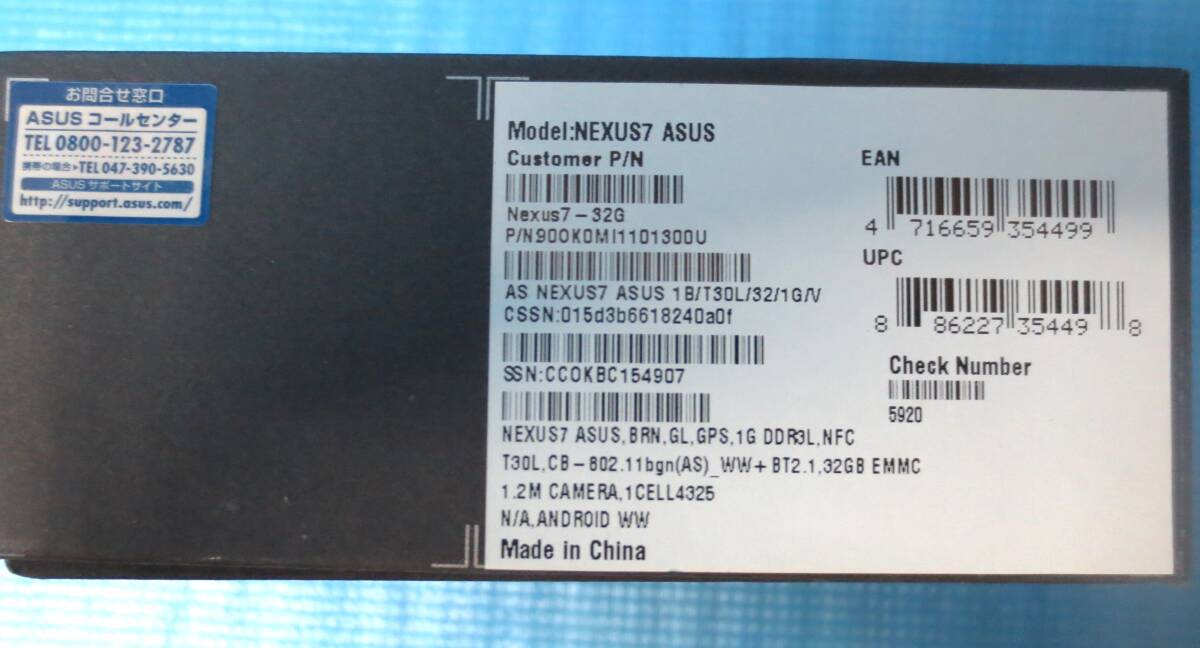 お問合せ窓口
ASUS コールセンター
TEL 0800-123-2787
携帯の場合▸TEL 047-390-5630
ASUS サポートサイト
http://support.asus.com/
Model:NEXUS7 ASUS
Customer P/N
Nexus7-32G
P/N90OK0MI1101300U
AS NEXUS7 ASUS 1B/T30L/32/1G/V
CSSN:015d3b6618240a0f
SSN:CCOKBC154907
NEXUS7 ASUS,BRN,GL,GPS,1G DDR3L,NFC
T30L,CB-802.11bgn(AS)_WW+BT2.1,32GB EMMC
1.2M CAMERA,1CELL4325
N/A,ANDROID WW
Made in China
EAN
4 716659 354499
UPC
8 86227 35449 8
Check Number
5920